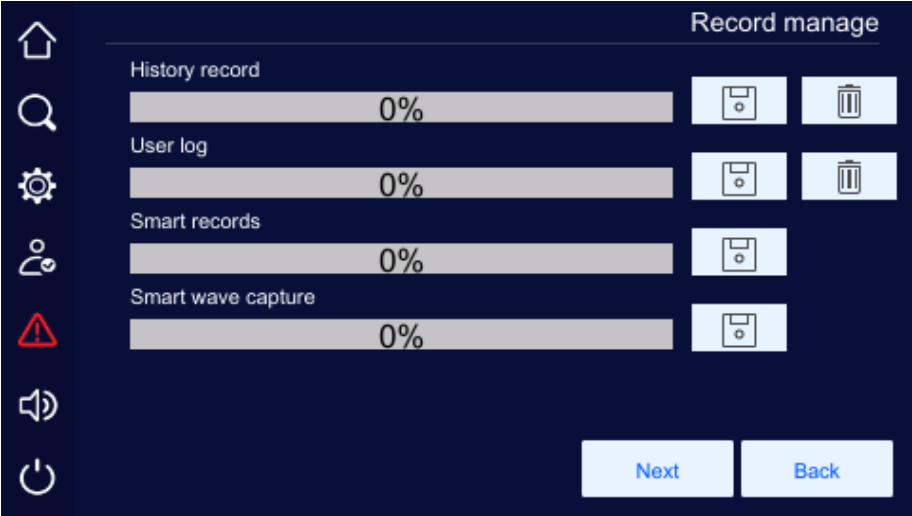 Record manage
History record
0%
User log
0%
Smart records
0%
Smart wave capture
0%
Next Back